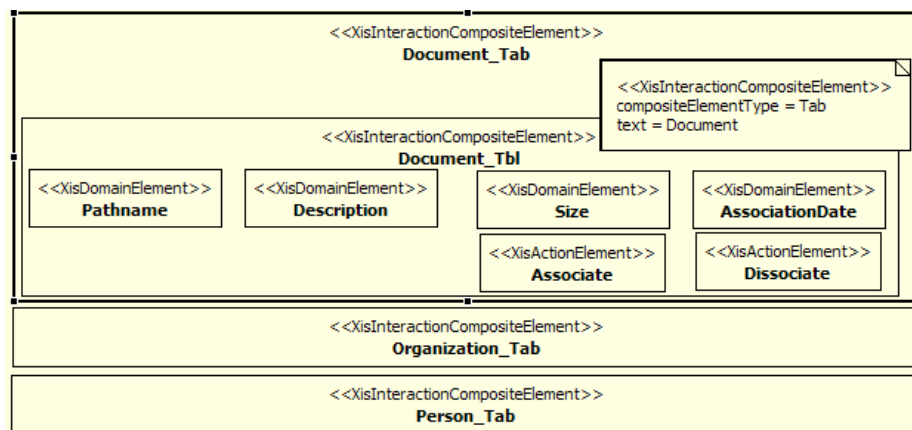 <<XisInteractionCompositeElement>>
Document_Tab
<<XisInteractionCompositeElement>>
compositeElementType = Tab
text = Document
<<XisInteractionCompositeElement>>
Document_Tbl
<<XisDomainElement>>
Pathname
<<XisDomainElement>>
Description
<<XisDomainElement>>
Size
<<XisDomainElement>>
AssociationDate
<<XisActionElement>>
Associate
<<XisActionElement>>
Dissociate
<<XisInteractionCompositeElement>>
Organization_Tab
<<XisInteractionCompositeElement>>
Person_Tab